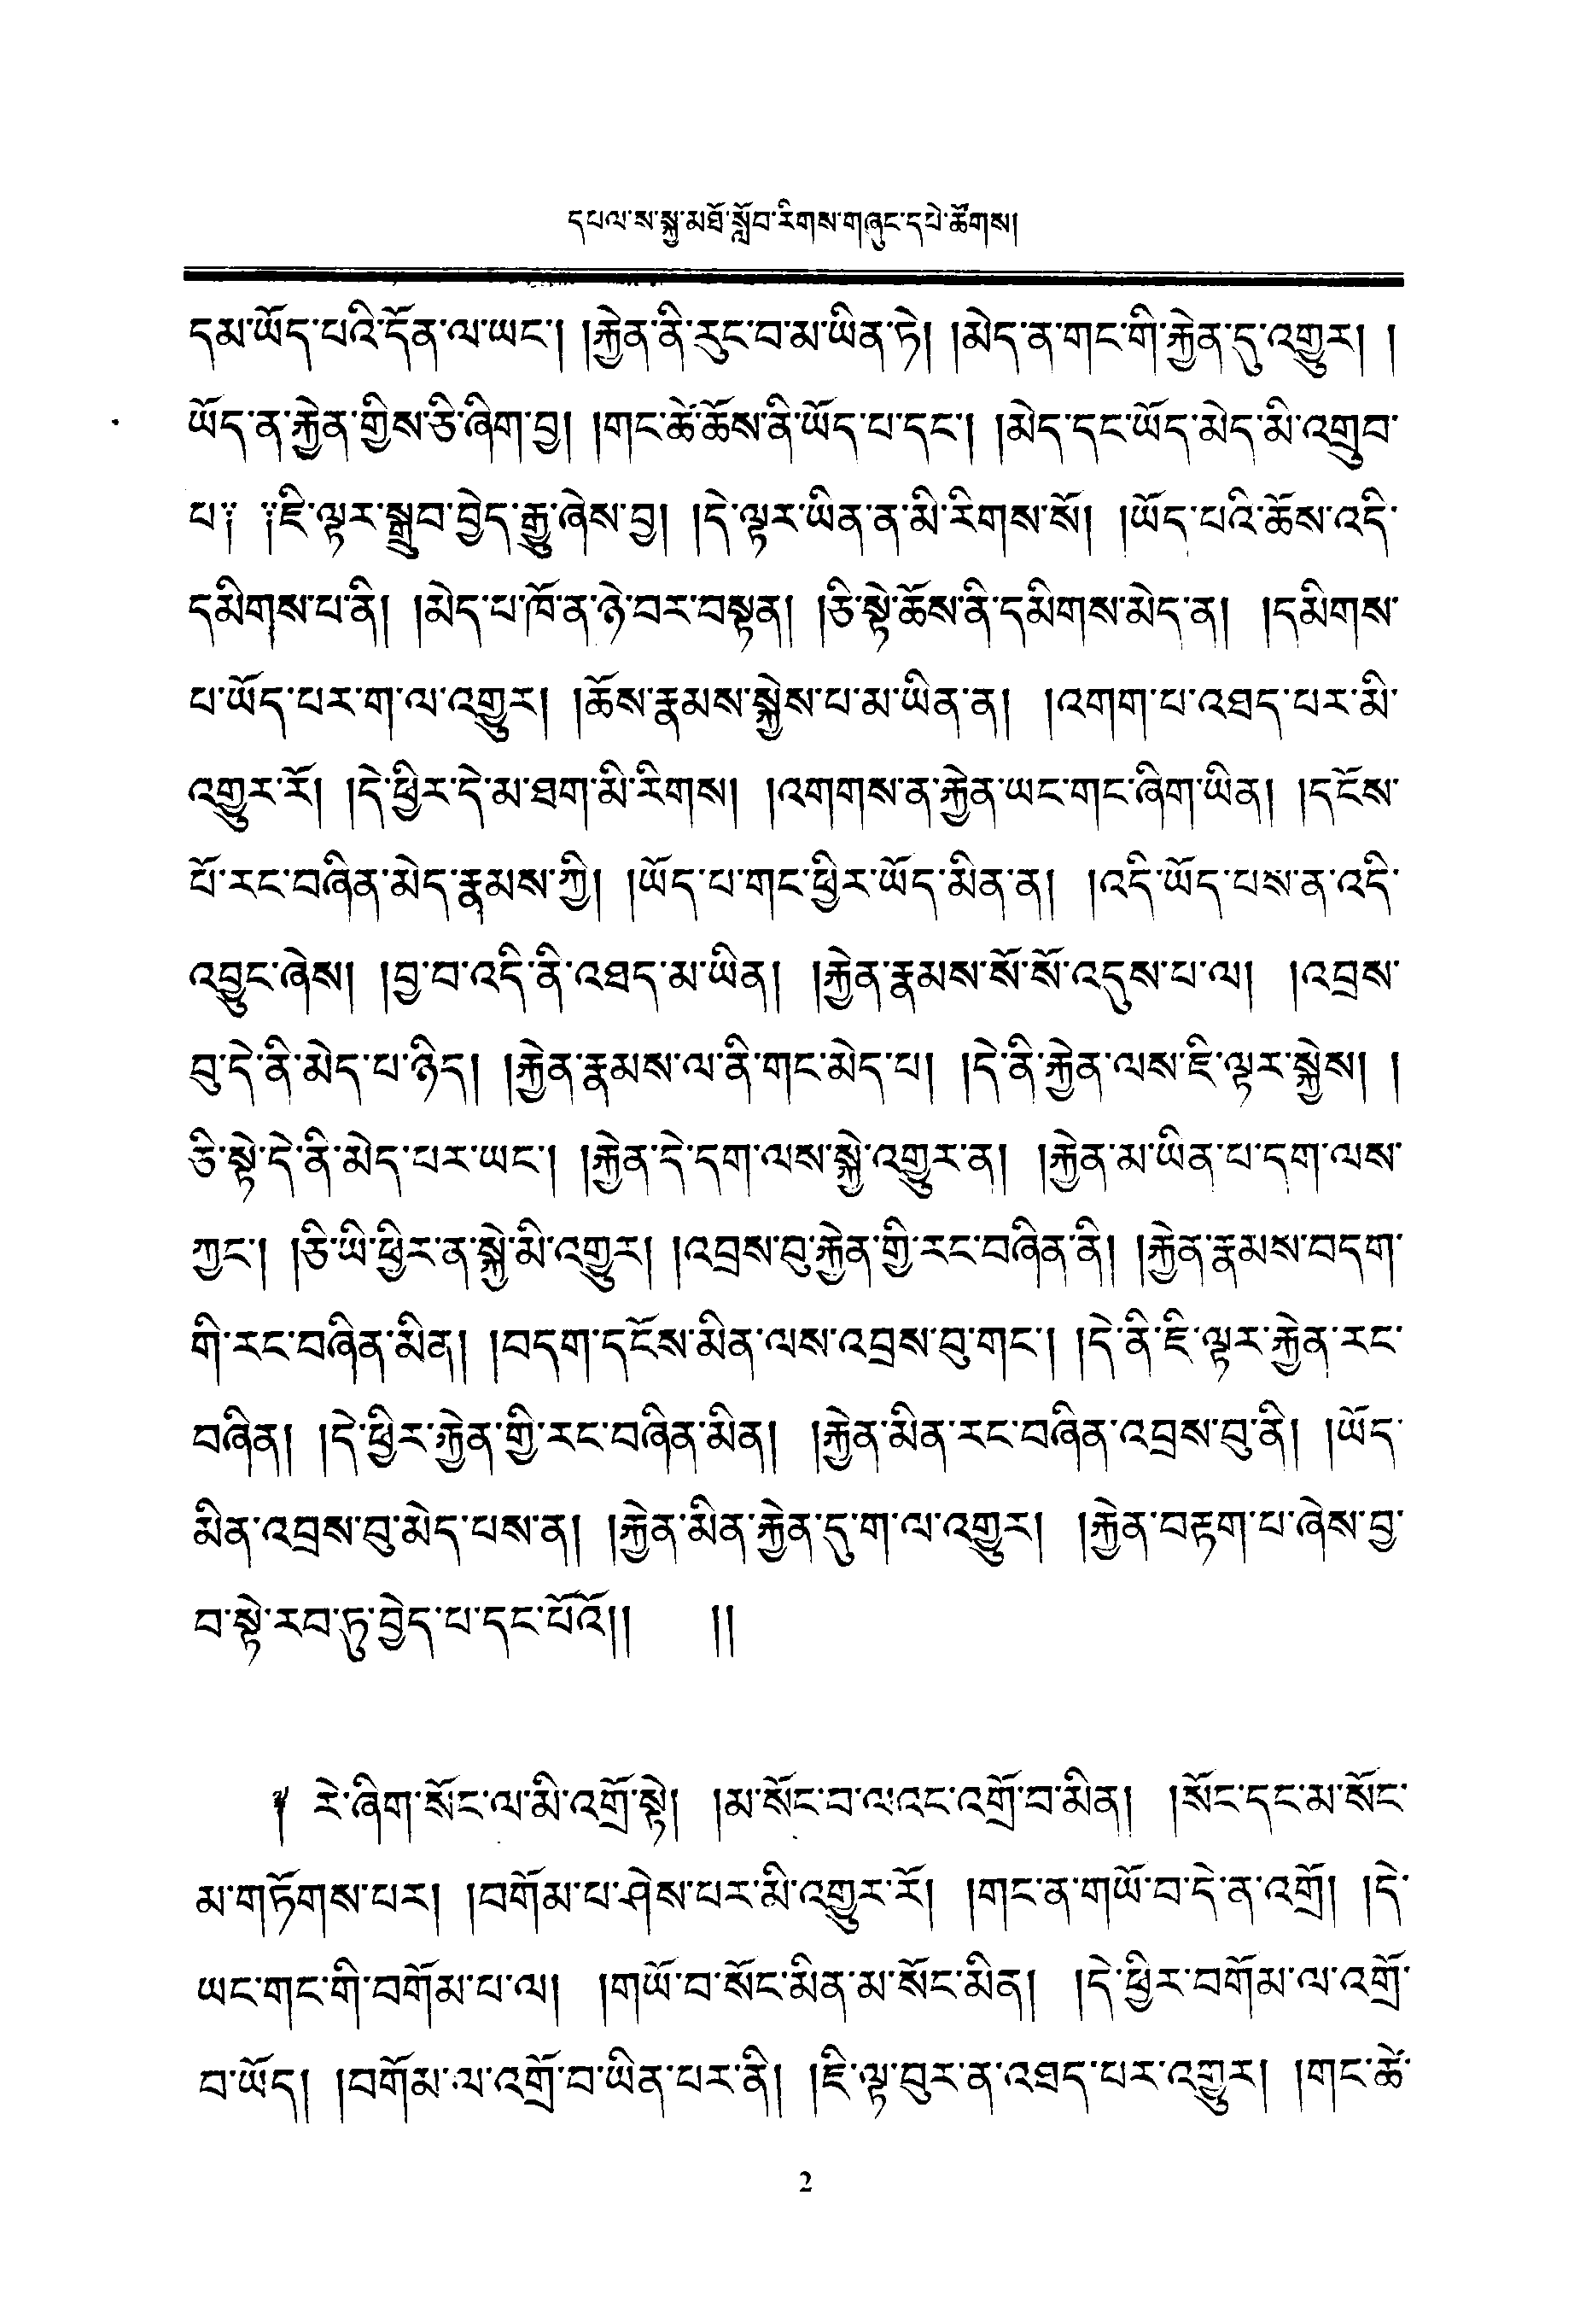 དཔལ་ས་སྐྱ་མཐོ་སློབ་རིགས་གཞུང་དཔེ་ཚོགས།
དམ་ཡོད་པའི་དོན་ལ་ཡང་། །རྐྱེན་ནི་རུང་བ་མ་ཡིན་ཏེ། །མེད་ན་གང་གི་རྐྱེན་དུ་འགྱུར། །
ཡོད་ན་རྐྱེན་གྱིས་ཅི་ཞིག་བྱ། །གང་ཚེ་ཆོས་ནི་ཡོད་པ་དང་། །མེད་དང་ཡོད་མེད་མི་འགྲུབ་
པ༑ ༑ཇི་ལྟར་སྒྲུབ་བྱེད་རྒྱུ་ཞེས་བྱ། །དེ་ལྟར་ཡིན་ན་མི་རིགས་སོ། །ཡོད་པའི་ཆོས་འདི་
དམིགས་པ་ནི། །མེད་པ་ཁོ་ན་ཉེ་བར་བསྟན། །ཅི་སྟེ་ཆོས་ནི་དམིགས་མེད་ན། །དམིགས་
པ་ཡོད་པར་ག་ལ་འགྱུར། །ཆོས་རྣམས་སྐྱེས་པ་མ་ཡིན་ན། །འགག་པ་འཐད་པར་མི་
འགྱུར་རོ། །དེ་ཕྱིར་དེ་མ་ཐག་མི་རིགས། །འགགས་ན་རྐྱེན་ཡང་གང་ཞིག་ཡིན། །དངོས་
པོ་རང་བཞིན་མེད་རྣམས་ཀྱི། །ཡོད་པ་གང་ཕྱིར་ཡོད་མིན་ན། །འདི་ཡོད་པས་ན་འདི་
འབྱུང་ཞེས། །བྱ་བ་འདི་ནི་འཐད་མ་ཡིན། །རྐྱེན་རྣམས་སོ་སོ་འདུས་པ་ལ། །འབྲས་
བུ་དེ་ནི་མེད་པ་ཉིད། །རྐྱེན་རྣམས་ལ་ནི་གང་མེད་པ། །དེ་ནི་རྐྱེན་ལས་ཇི་ལྟར་སྐྱེས། །
ཅི་སྟེ་དེ་ནི་མེད་པར་ཡང་། །རྐྱེན་དེ་དག་ལས་སྐྱེ་འགྱུར་ན། །རྐྱེན་མ་ཡིན་པ་དག་ལས་
ཀྱང་། །ཅི་ཡི་ཕྱིར་ན་སྐྱེ་མི་འགྱུར། །འབྲས་བུ་རྐྱེན་གྱི་རང་བཞིན་ནི། །རྐྱེན་རྣམས་བདག་
གི་རང་བཞིན་མིན། །བདག་དངོས་མིན་ལས་འབྲས་བུ་གང་། །དེ་ནི་ཇི་ལྟར་རྐྱེན་རང་
བཞིན། །དེ་ཕྱིར་རྐྱེན་གྱི་རང་བཞིན་མིན། །རྐྱེན་མིན་རང་བཞིན་འབྲས་བུ་ནི། །ཡོད་
མིན་འབྲས་བུ་མེད་པས་ན། །རྐྱེན་མིན་རྐྱེན་དུ་ག་ལ་འགྱུར། །རྐྱེན་བརྟག་པ་ཞེས་བྱ་
བ་སྟེ་རབ་ཏུ་བྱེད་པ་དང་པོའོ།། །།
༈ རེ་ཞིག་སོང་ལ་མི་འགྲོ་སྟེ། །མ་སོང་བ་ལའང་འགྲོ་བ་མིན། །སོང་དང་མ་སོང་
མ་གཏོགས་པར། །བགོམ་པ་ཤེས་པར་མི་འགྱུར་རོ། །གང་ན་གཡོ་བ་དེ་ན་འགྲོ། །དེ་
ཡང་གང་གི་བགོམ་པ་ལ། །གཡོ་བ་སོང་མིན་མ་སོང་མིན། །དེ་ཕྱིར་བགོམ་ལ་འགྲོ་
བ་ཡོད། །བགོམ་ལ་འགྲོ་བ་ཡིན་པར་ནི། །ཇི་ལྟ་བུར་ན་འཐད་པར་འགྱུར། །གང་ཚེ་
2